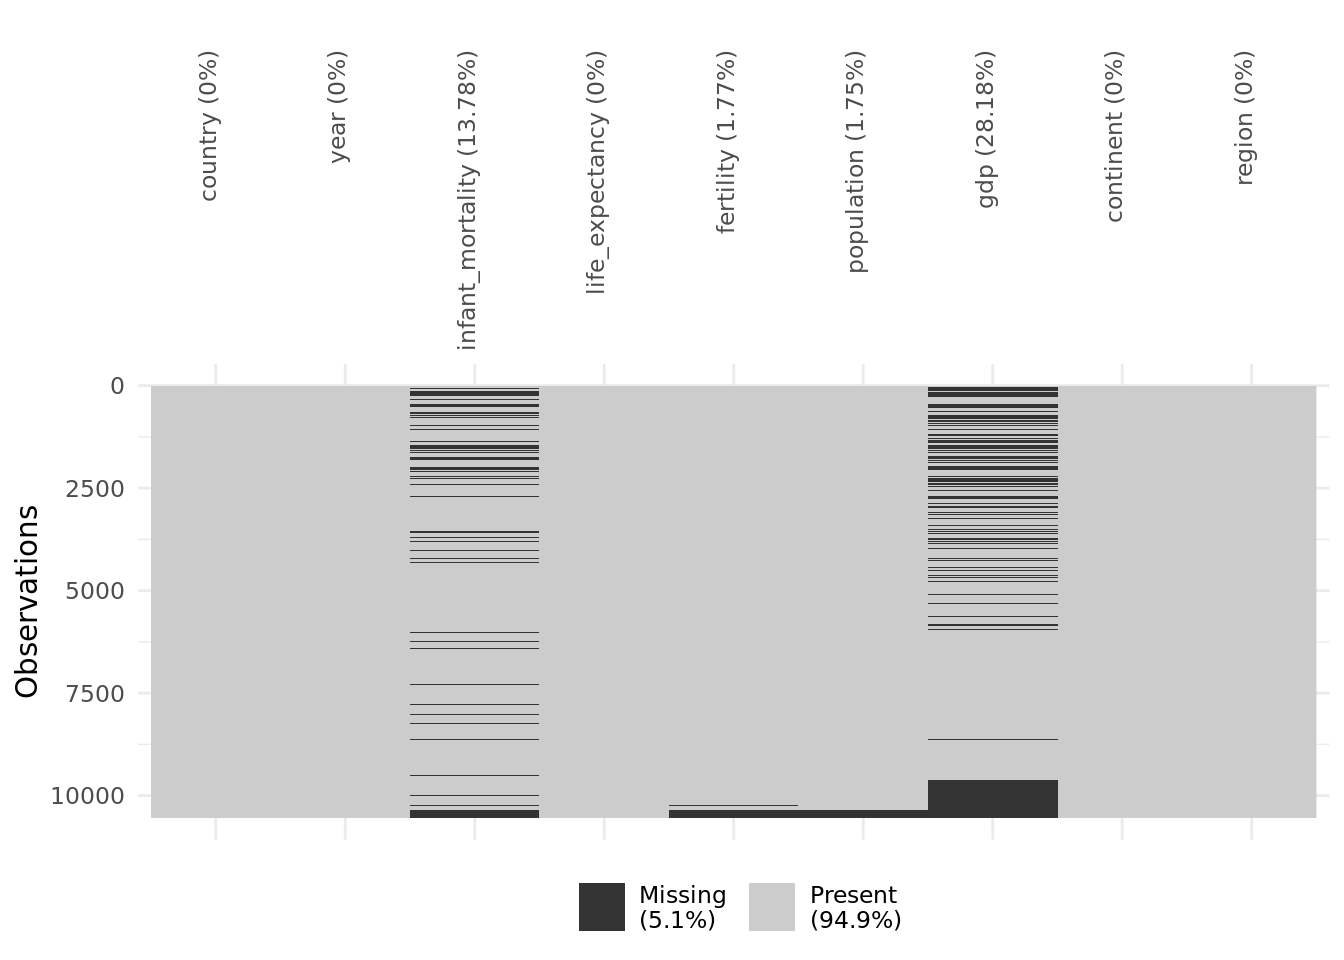 country (0%)
year (0%)
infant_mortality (13.78%)
life_expectancy (0%)
fertility (1.77%)
population (1.75%)
gdp (28.18%)
continent (0%)
region (0%)
0
2500
5000
7500
10000
Observations
Missing
(5.1%)
Present
(94.9%)